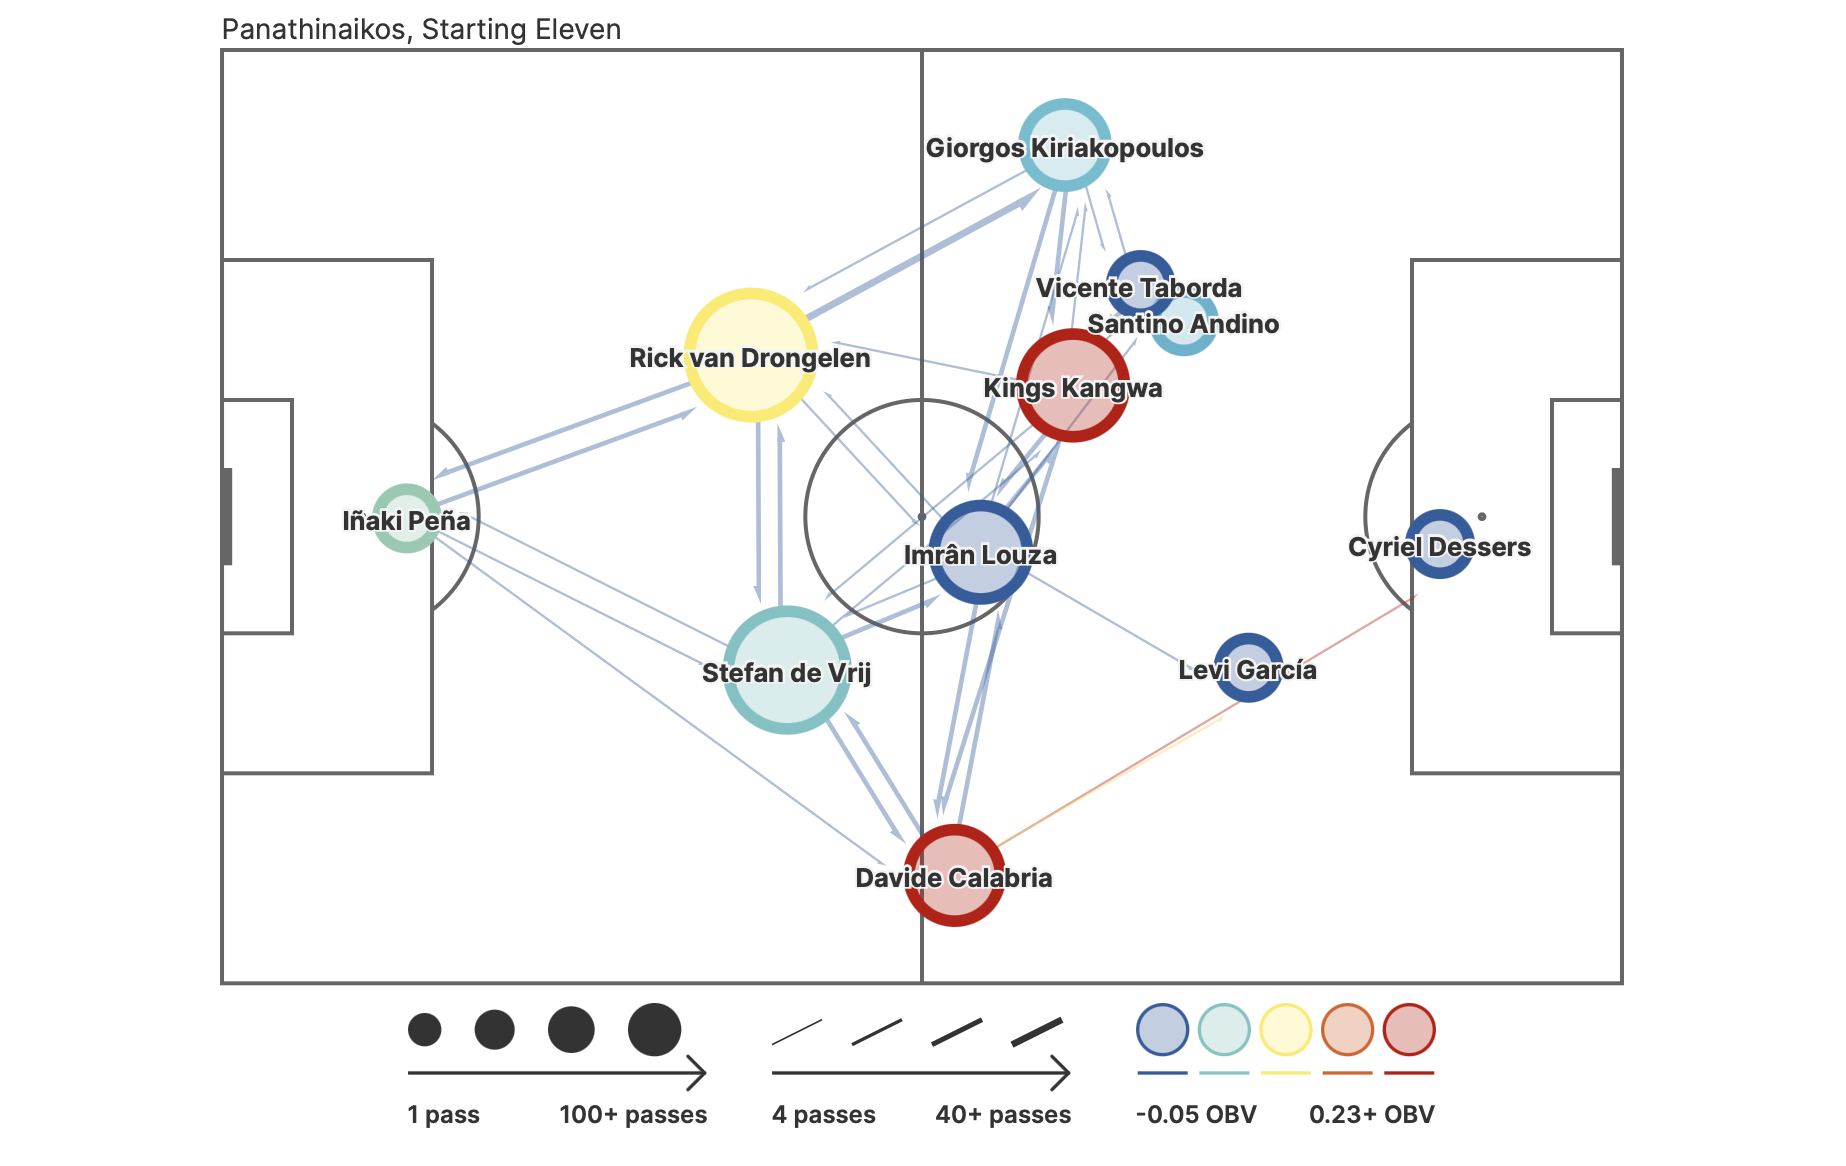 Panathinaikos, Starting Eleven
Giorgos Kiriakopoulos
Vicente Taborda
Santino Andino
Rick van Drongelen
Kings Kangwa
Iñaki Peña
Imrân Louza
Cyriel Dessers
Stefan de Vrij
Levi García
Davide Calabria
1 pass
100+ passes
4 passes
40+ passes
-0.05 OBV
0.23+ OBV